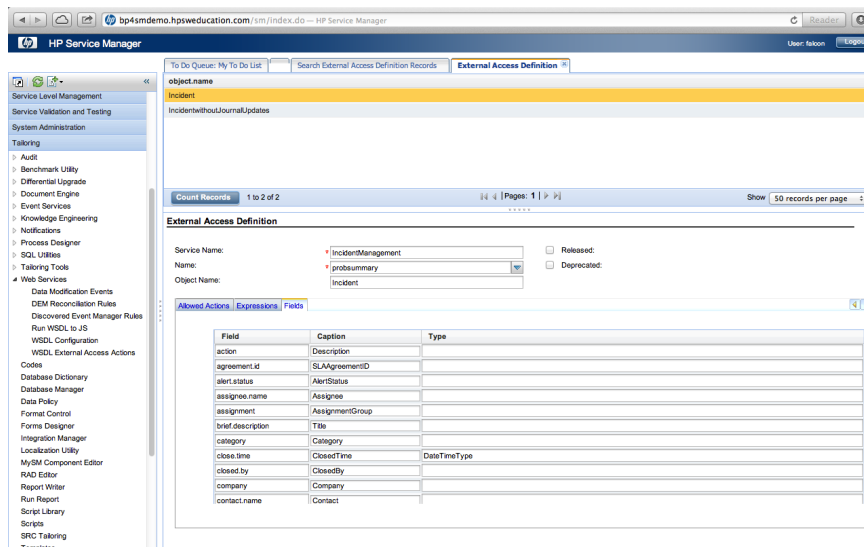 bp4smdemo.hpsweducation.com/sm/index.do — HP Service Manager
Reader
hp HP Service Manager
User: falcon Logou
To Do Queue: My To Do List Search External Access Definition Records External Access Definition
«
object.name
Service Level Management
Incident
Service Validation and Testing
IncidentwithoutJournalUpdates
System Administration
Tailoring
Audit
Benchmark Utility
Differential Upgrade
Document Engine
Count Records 1 to 2 of 2 |Pages: 1 | Show 50 records per page
Event Services
Knowledge Engineering
Notifications
Process Designer
SQL Utilities
Tailoring Tools
Web Services
Data Modification Events
DEM Reconciliation Rules
Discovered Event Manager Rules
Run WSDL to JS
WSDL Configuration
WSDL External Access Actions
Codes
Database Dictionary
Database Manager
Data Policy
Format Control
Forms Designer
Integration Manager
Localization Utility
MySM Component Editor
RAD Editor
Report Writer
Run Report
Script Library
Scripts
SRC Tailoring
External Access Definition
Service Name: * IncidentManagement Released:
Name: * probsummary Deprecated:
Object Name: Incident
Allowed Actions Expressions Fields
Field Caption Type
action Description
agreement.id SLAAgreementID
alert.status AlertStatus
assignee.name Assignee
assignment AssignmentGroup
brief.description Title
category Category
close.time ClosedTime DateTimeType
closed.by ClosedBy
company Company
contact.name Contact